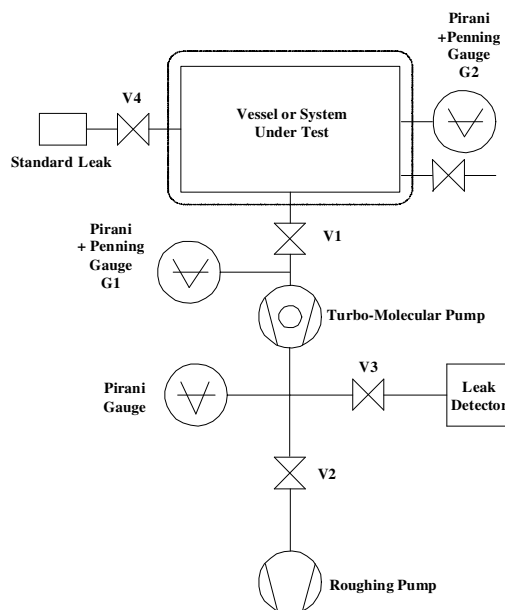 Pirani
+Penning
Gauge
G2
V4
Vessel or System
Under Test
Standard Leak
V1
Pirani
+ Penning
Gauge
G1
Turbo-Molecular Pump
V3
Pirani
Gauge
Leak
Detector
V2
Roughing Pump